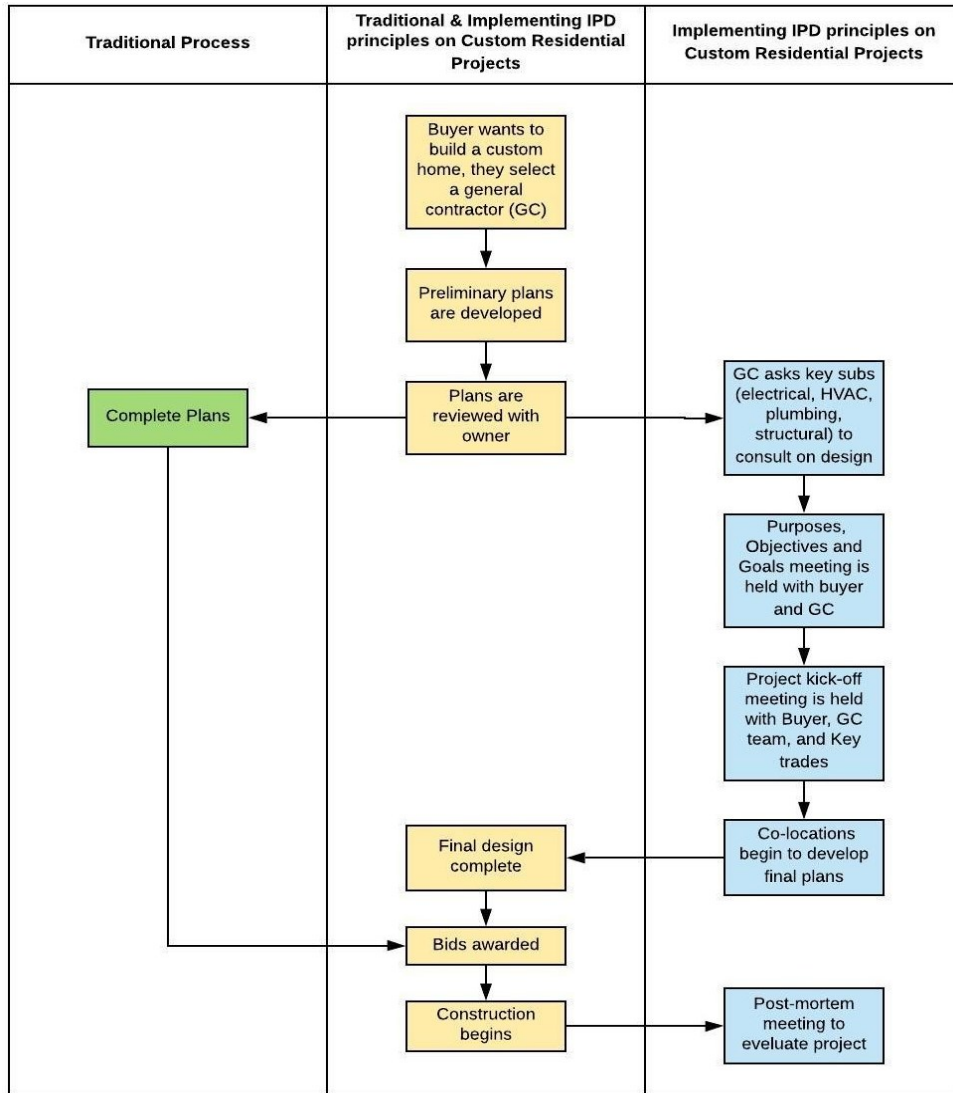 Traditional Process
Traditional & Implementing IPD
principles on Custom Residential
Projects
Implementing IPD principles on
Custom Residential Projects
Buyer wants to
build a custom
home, they select
a general
contractor (GC)
Preliminary plans
are developed
Plans are
reviewed with
owner
Complete Plans
GC asks key subs
(electrical, HVAC,
plumbing,
structural) to
consult on design
Purposes,
Objectives and
Goals meeting is
held with buyer
and GC
Project kick-off
meeting is held
with Buyer, GC
team, and Key
trades
Co-locations
begin to develop
final plans
Final design
complete
Bids awarded
Construction
begins
Post-mortem
meeting to
eveluate project